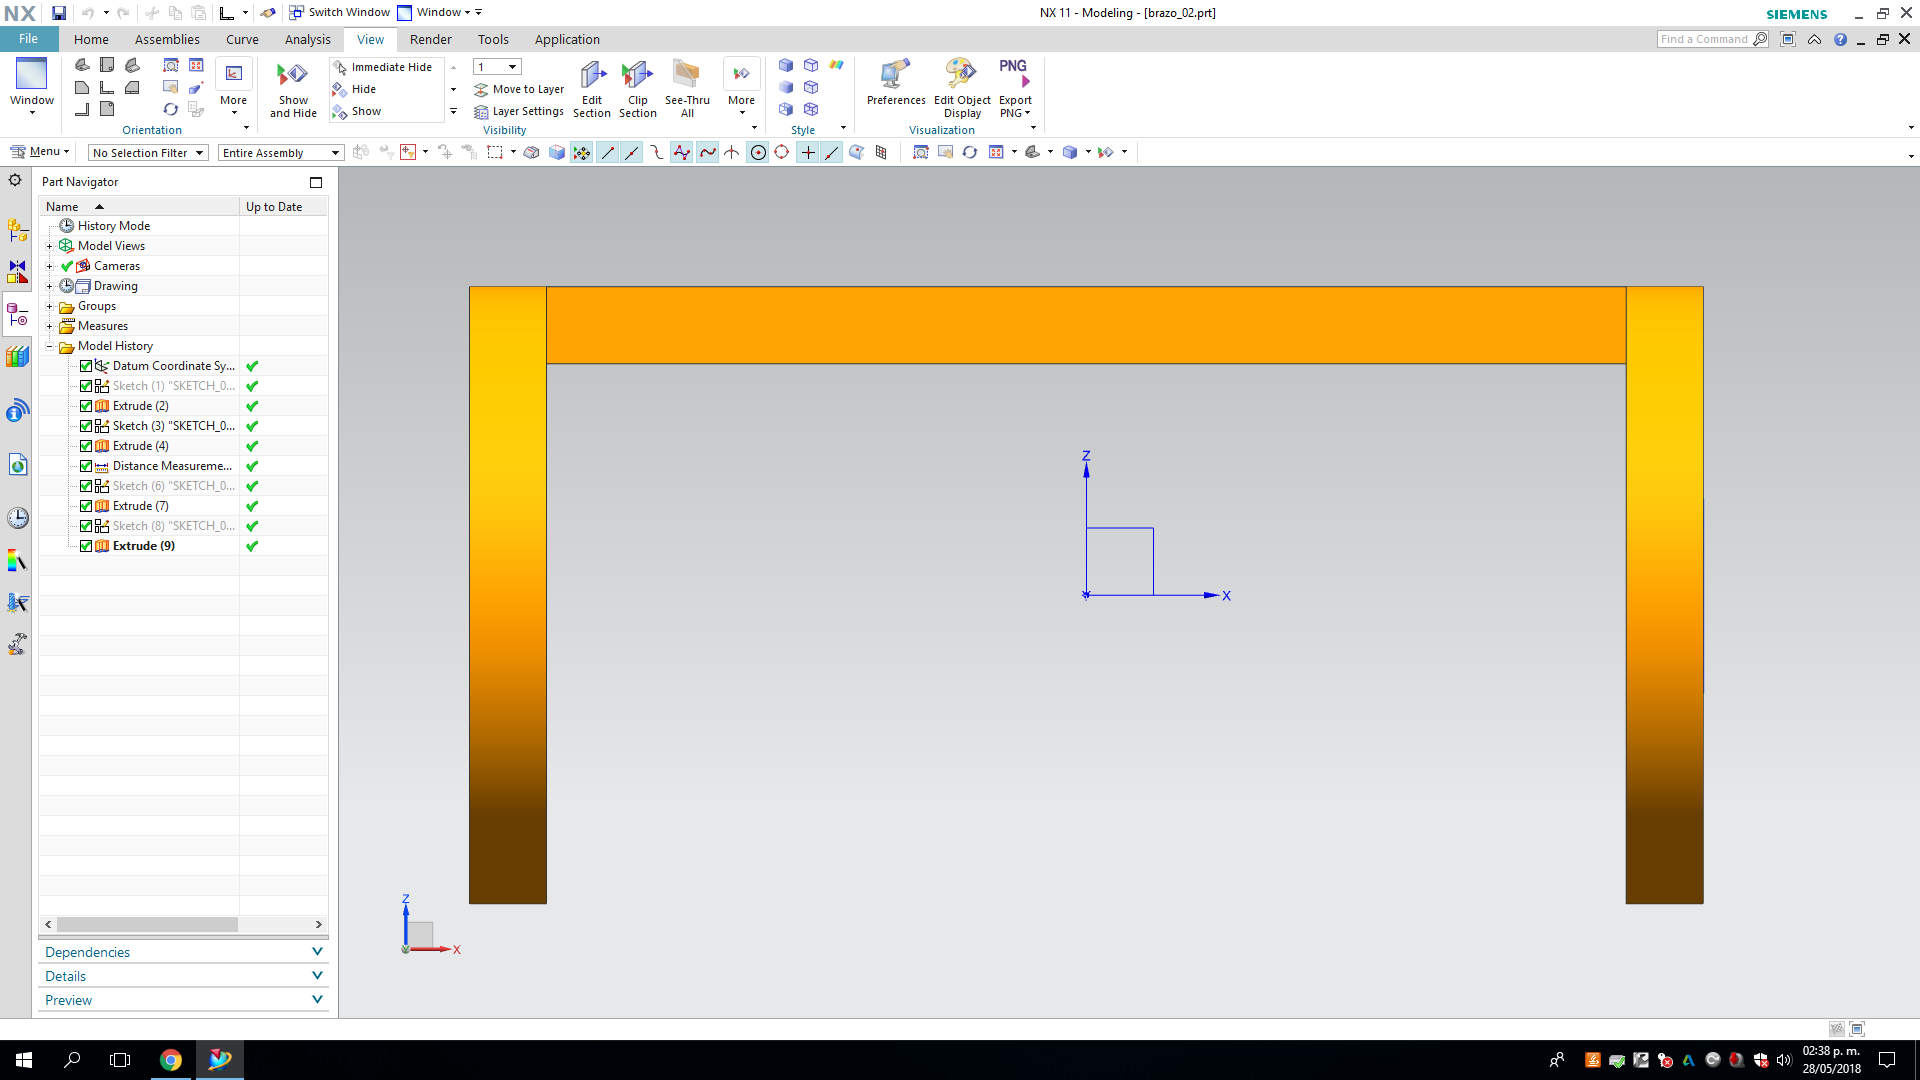 NX Switch Window Window NX 11 - Modeling - [brazo_02.prt] SIEMENS
File Home Assemblies Curve Analysis View Render Tools Application Find a Command
Window
More
Orientation
Show and Hide
Immediate Hide
Hide
Show
1
Move to Layer
Layer Settings
Visibility
Edit Section
Clip Section
See-Thru All
More
Style
Preferences
Edit Object Display
PNG
Export PNG
Visualization
Menu No Selection Filter Entire Assembly
Part Navigator
Name Up to Date
History Mode
Model Views
Cameras
Drawing
Groups
Measures
Model History
Datum Coordinate Sy...
Sketch (1) "SKETCH_0...
Extrude (2)
Sketch (3) "SKETCH_0...
Extrude (4)
Distance Measureme...
Sketch (6) "SKETCH_0...
Extrude (7)
Sketch (8) "SKETCH_0...
Extrude (9)
Dependencies
Details
Preview
Z
X
Y
Z
X
02:38 p. m.
28/05/2018